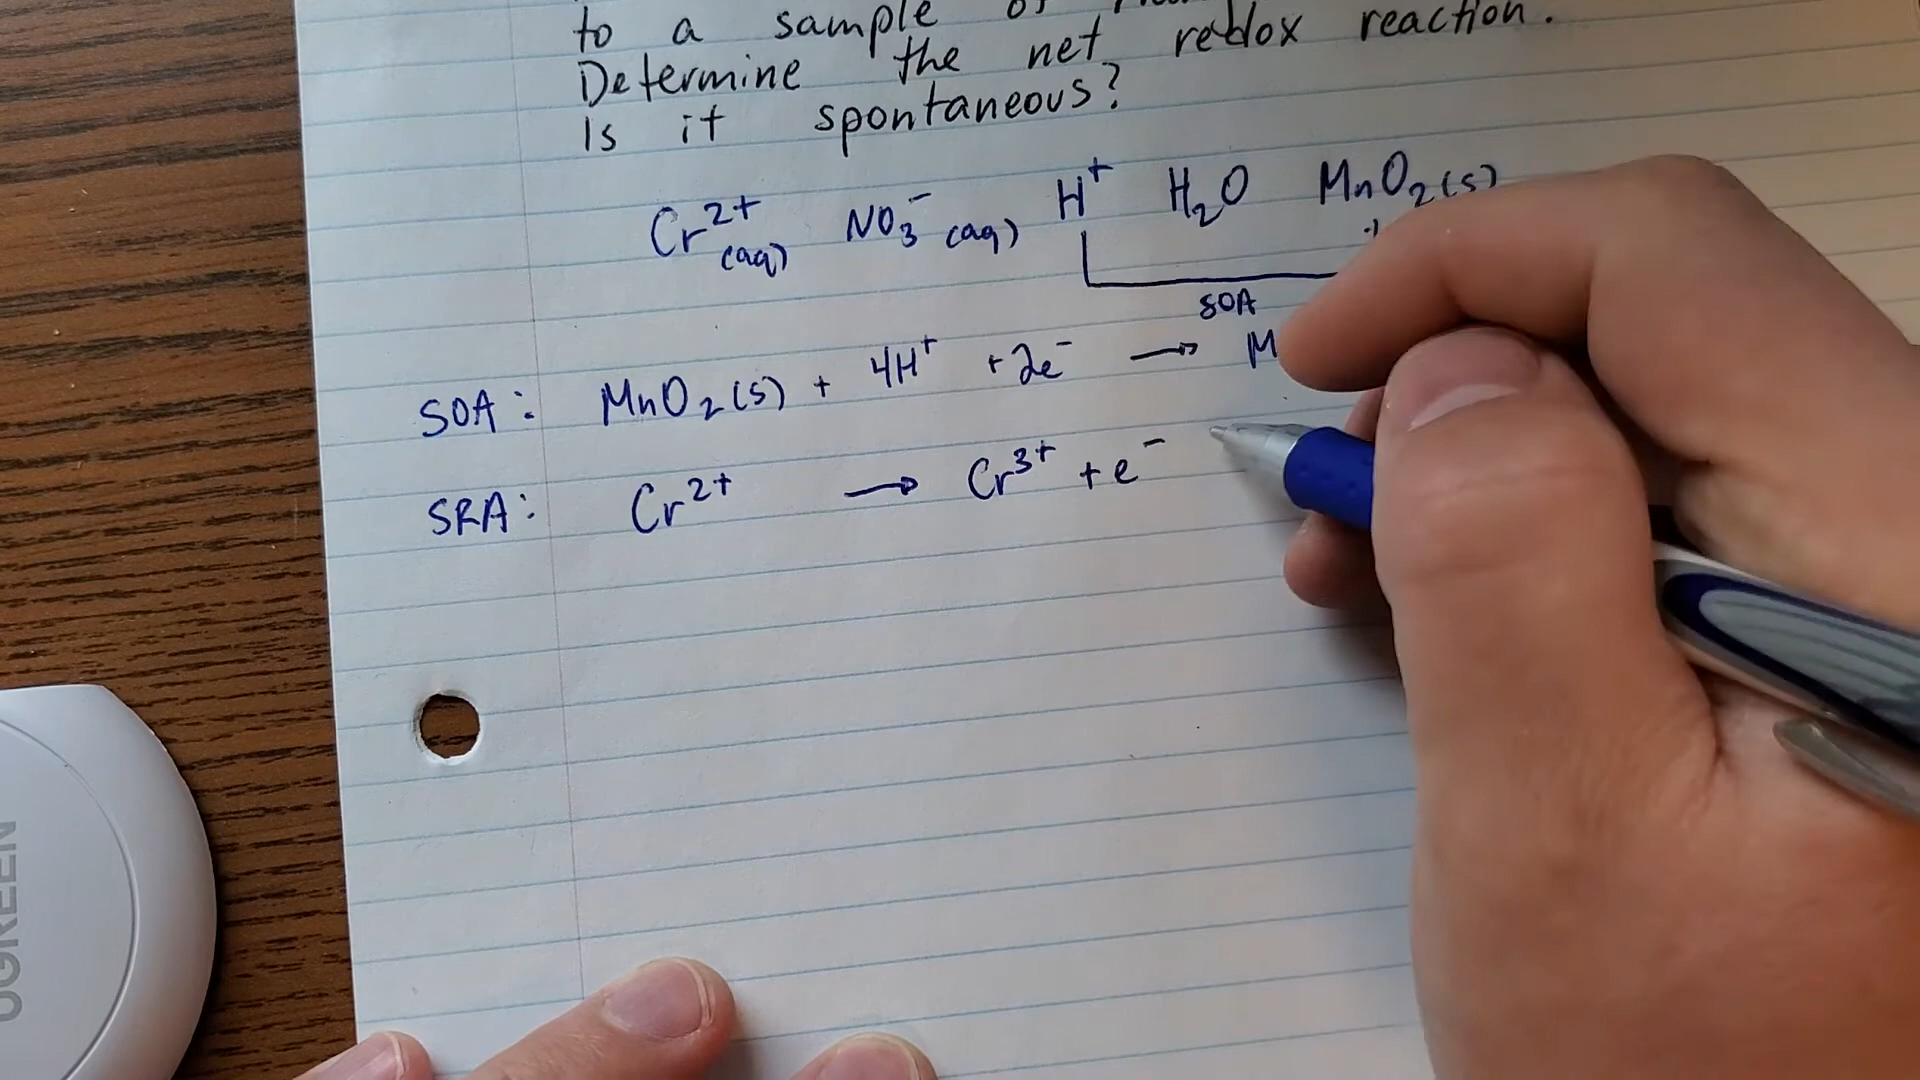 to a sample of
Determine the net redox reaction.
Is it spontaneous?
Cr²⁺(aq) NO₃⁻(aq) H⁺ H₂O MnO₂(s)
SOA
SOA: MnO₂(s) + 4H⁺ + 2e⁻ → M
SRA: Cr²⁺ → Cr³⁺ + e⁻
UGREEN